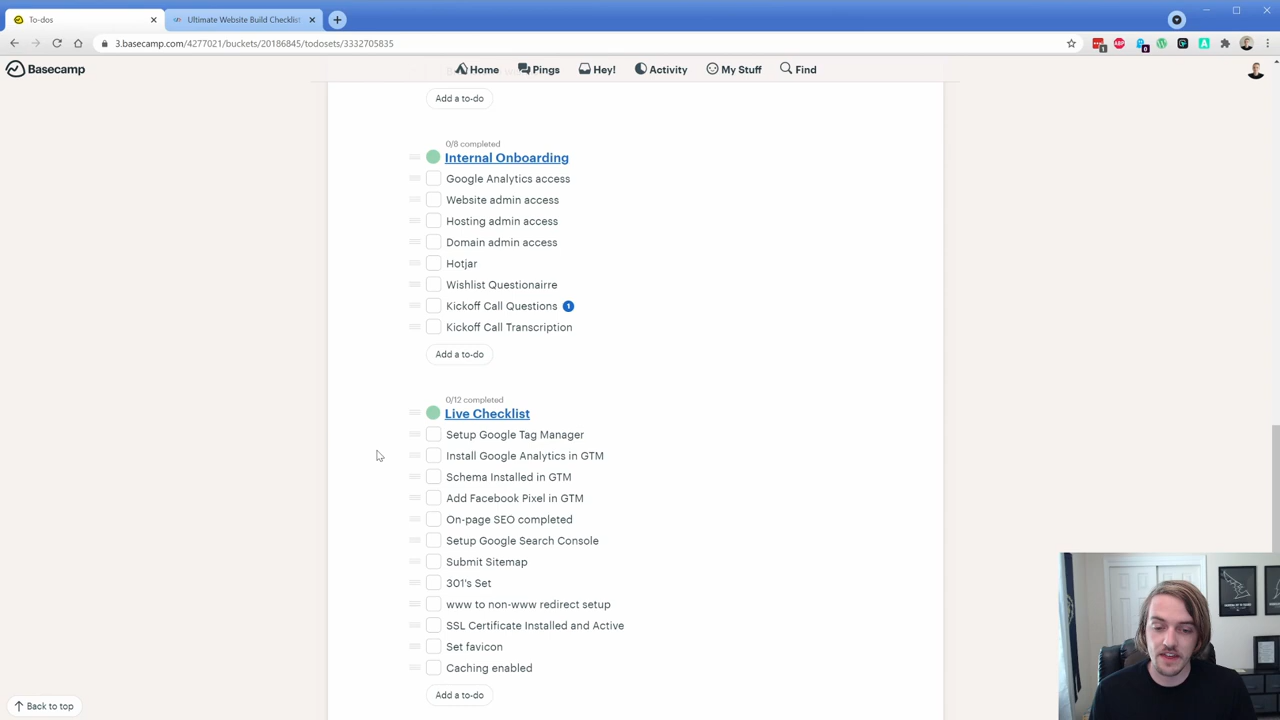 To-dos
Ultimate Website Build Checklist
3.basecamp.com/4277021/buckets/20186845/todosets/3332705835
Basecamp
Home
Pings
Hey!
Activity
My Stuff
Find
Add a to-do
0/8 completed
Internal Onboarding
Google Analytics access
Website admin access
Hosting admin access
Domain admin access
Hotjar
Wishlist Questionairre
Kickoff Call Questions 1
Kickoff Call Transcription
Add a to-do
0/12 completed
Live Checklist
Setup Google Tag Manager
Install Google Analytics in GTM
Schema Installed in GTM
Add Facebook Pixel in GTM
On-page SEO completed
Setup Google Search Console
Submit Sitemap
301's Set
www to non-www redirect setup
SSL Certificate Installed and Active
Set favicon
Caching enabled
Add a to-do
Back to top